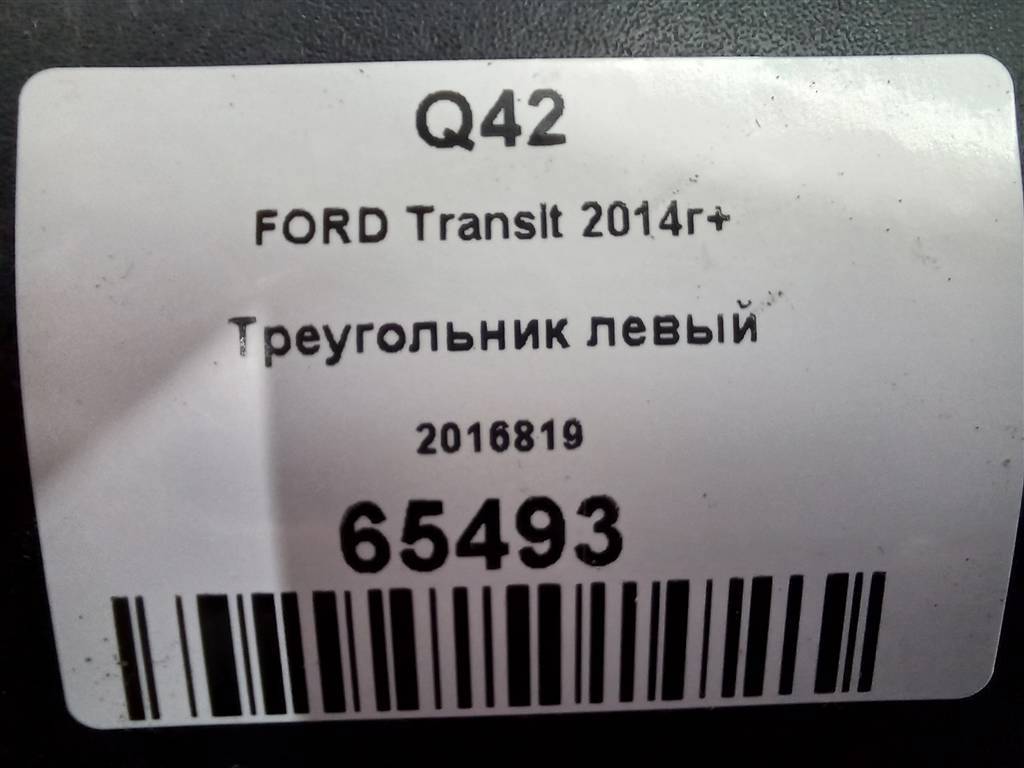 Q42
FORD Transit 2014г+
Треугольник левый
2016819
65493